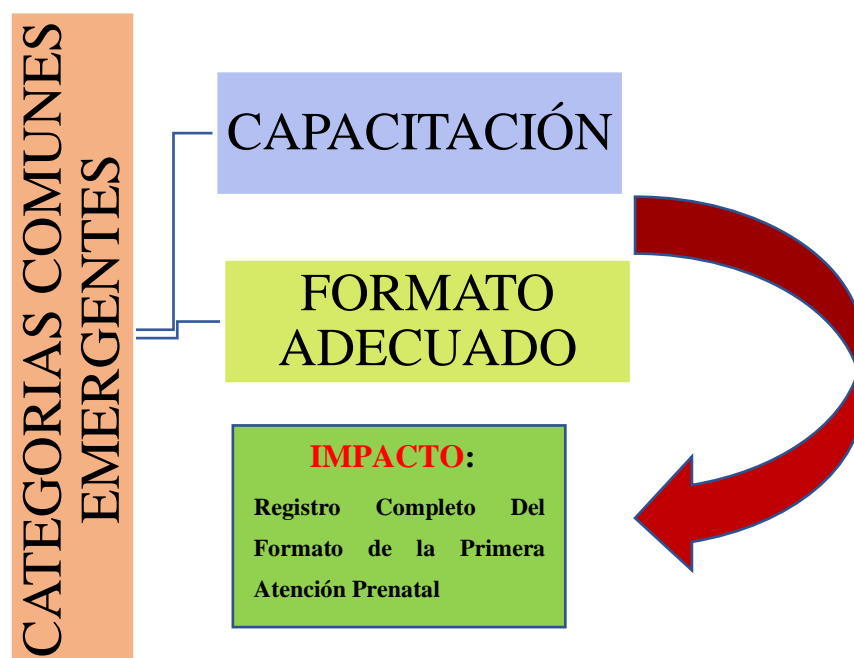 CATEGORIAS COMUNES
EMERGENTES
CAPACITACIÓN
FORMATO
ADECUADO
IMPACTO:
Registro Completo Del
Formato de la Primera
Atención Prenatal